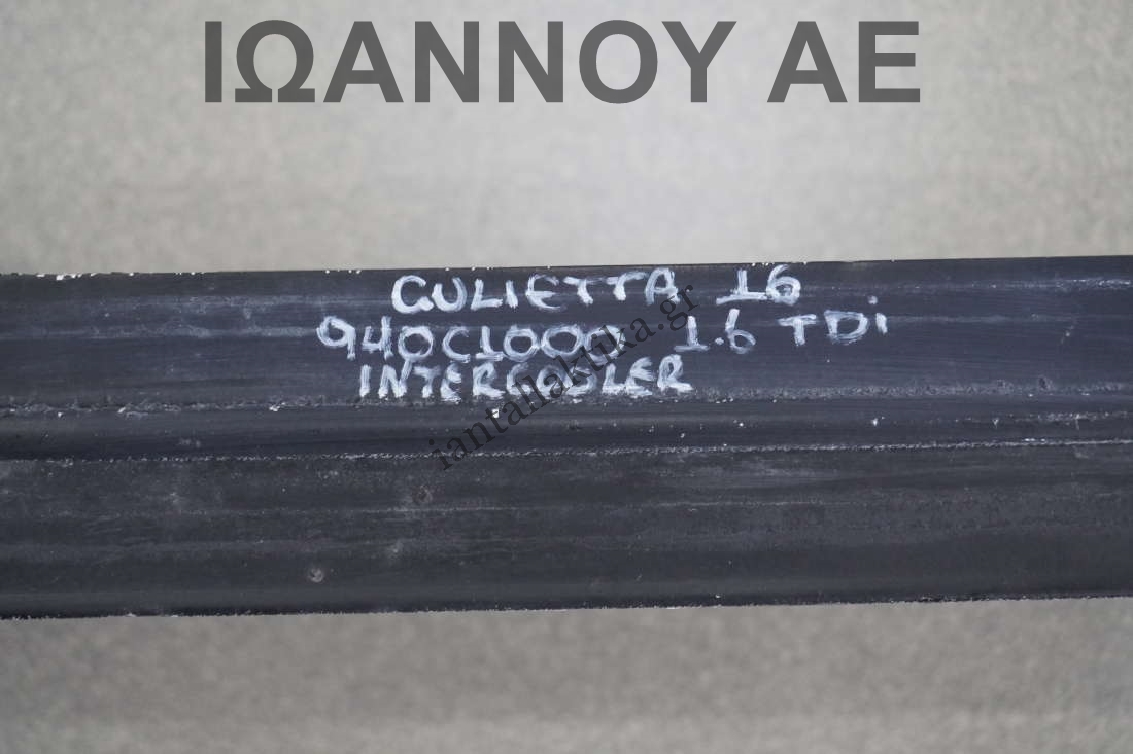 ΙΩΑΝΝΟΥ ΑΕ
GULIETTA 16
940C1000 1.6 TDi
INTERCOOLER
iantallaktika.gr